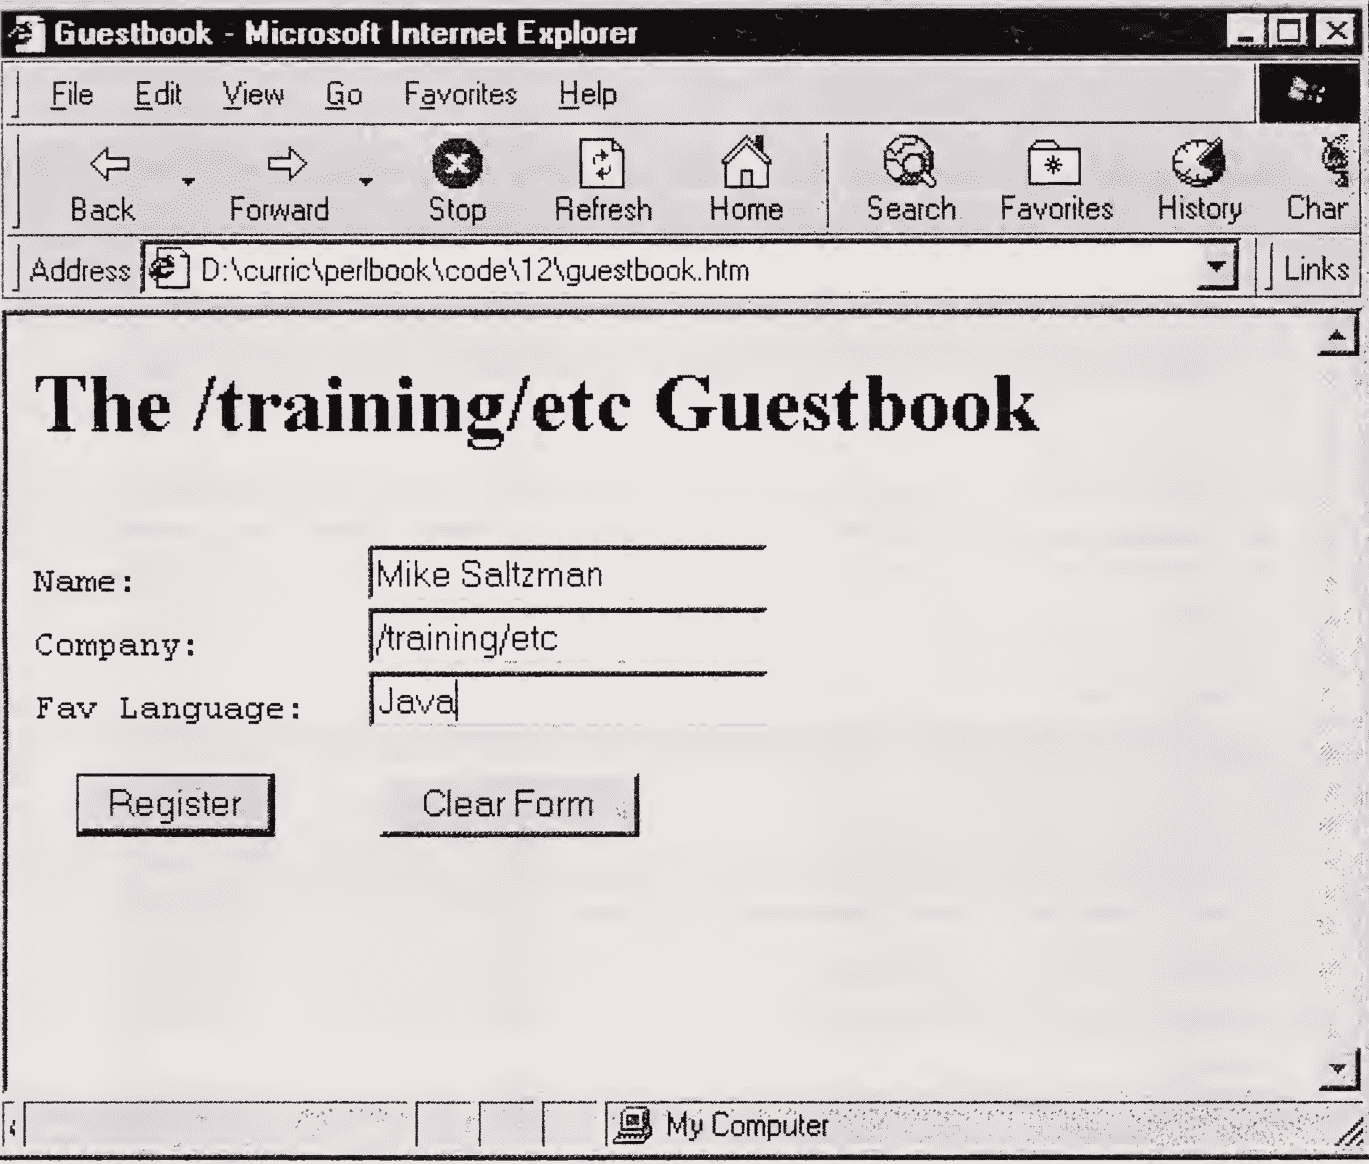 Guestbook - Microsoft Internet Explorer
File Edit View Go Favorites Help
Back Forward Stop Refresh Home Search Favorites History Char
Address D:\curric\perlbook\code\12\guestbook.htm Links
The /training/etc Guestbook
Name: Mike Saltzman
Company: /training/etc
Fav Language: Java
Register Clear Form
My Computer